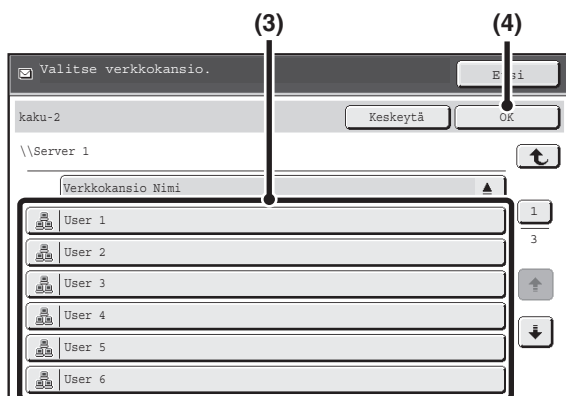 (3) (4)
Valitse verkkokansio.
Etsi
kaku-2 Keskeytä OK
\\Server 1
Verkkokansio Nimi
User 1
1
User 2
3
User 3
User 4
User 5
User 6